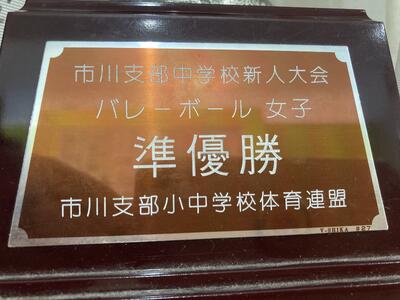 市川支部中学校新人大会
バレーボール 女子
準優勝
市川支部小中学校体育連盟